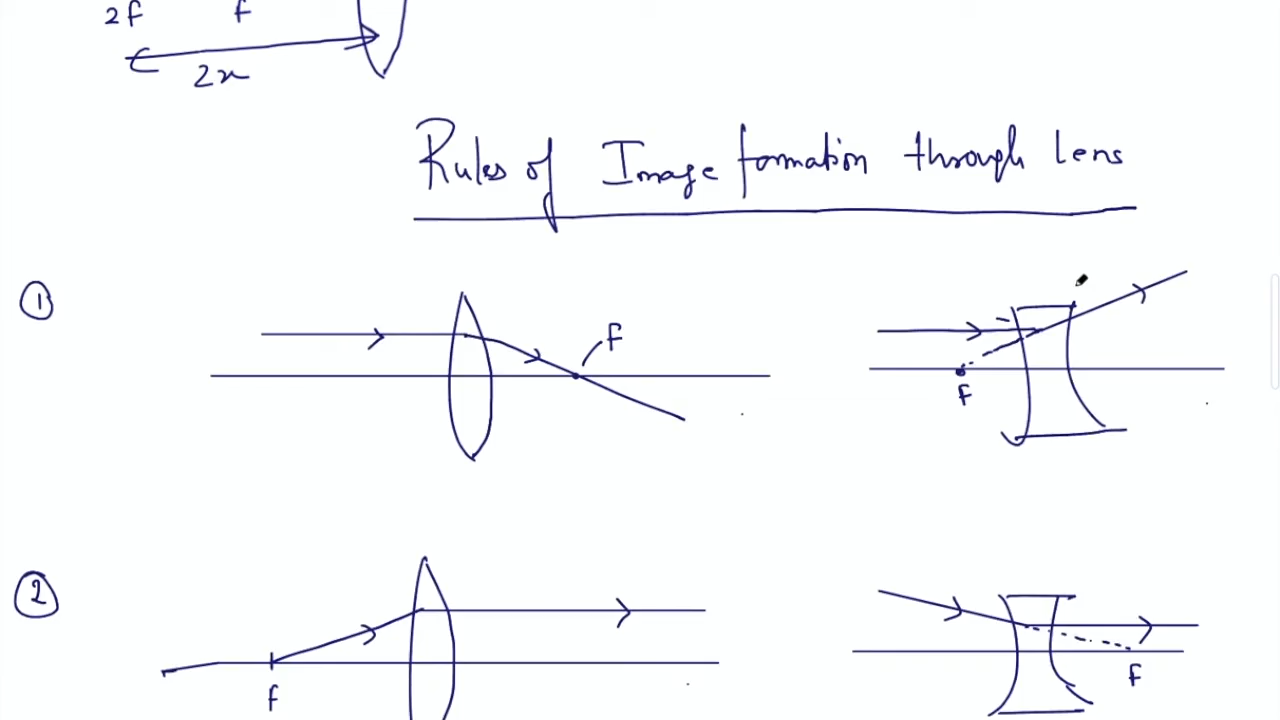 2F F
2x
Rules of Image formation through lens
①
F
F
②
F
F